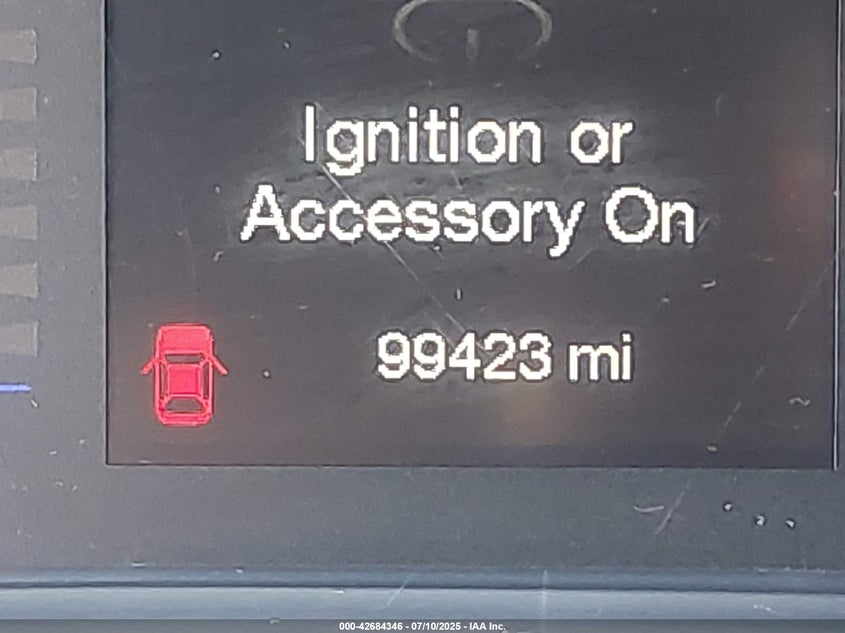 Ignition or
Accessory On
99423 mi
000-42684346 - 07/10/2025 - IAA Inc.